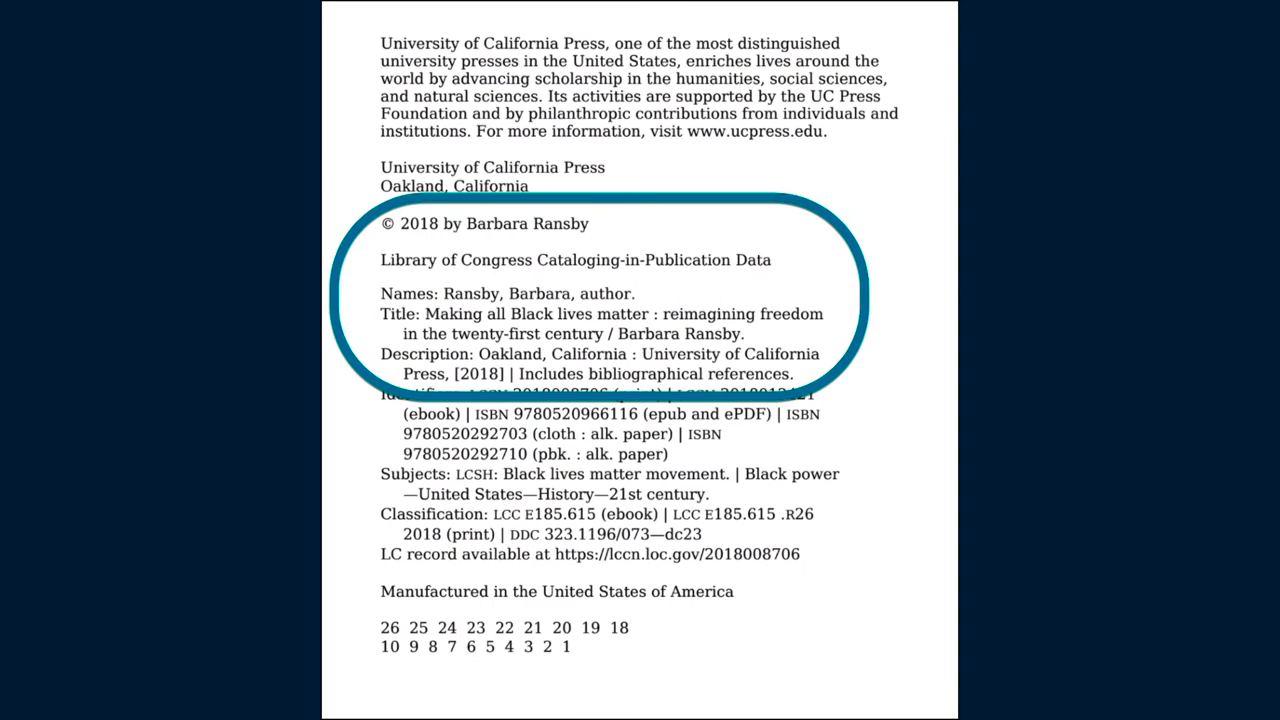 University of California Press, one of the most distinguished
university presses in the United States, enriches lives around the
world by advancing scholarship in the humanities, social sciences,
and natural sciences. Its activities are supported by the UC Press
Foundation and by philanthropic contributions from individuals and
institutions. For more information, visit www.ucpress.edu.
University of California Press
Oakland, California
© 2018 by Barbara Ransby
Library of Congress Cataloging-in-Publication Data
Names: Ransby, Barbara, author.
Title: Making all Black lives matter : reimagining freedom
in the twenty-first century / Barbara Ransby.
Description: Oakland, California : University of California
Press, [2018] | Includes bibliographical references.
(ebook) | ISBN 9780520966116 (epub and ePDF) | ISBN
9780520292703 (cloth : alk. paper) | ISBN
9780520292710 (pbk. : alk. paper)
Subjects: LCSH: Black lives matter movement. | Black power
—United States—History—21st century.
Classification: LCC E185.615 (ebook) | LCC E185.615 .R26
2018 (print) | DDC 323.1196/073—dc23
LC record available at https://lccn.loc.gov/2018008706
Manufactured in the United States of America
26 25 24 23 22 21 20 19 18
10 9 8 7 6 5 4 3 2 1